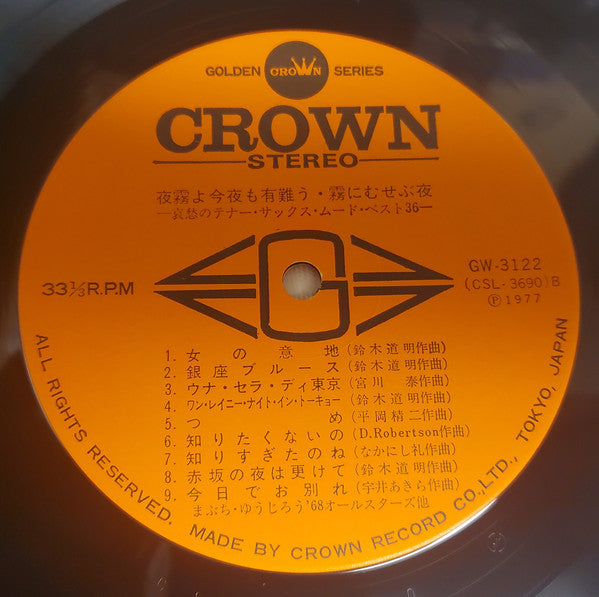 GOLDEN CROWN SERIES
CROWN
STEREO
夜霧よ今夜も有難う・霧にむせぶ夜
—哀愁のテナー・サックス・ムード・ベスト36—
G
33⅓R.P.M
GW-3122
(CSL-3690)B
Ⓟ1977
1. 女の意地(鈴木道明作曲)
2. 銀座ブルース(鈴木道明作曲)
3. ウナ・セラ・ディ東京(宮川泰作曲)
4. ワン・レイニー・ナイト・イン・トーキョー(鈴木道明作曲)
5. つめ(平岡精二作曲)
6. 知りたくないの(D.Robertson作曲)
7. 知りすぎたのね(なかにし礼作曲)
8. 赤坂の夜は更けて(鈴木道明作曲)
9. 今日でお別れ(宇井あきら作曲)
まぶち・ゆうじろう'68オールスターズ池
ALL RIGHTS RESERVED. MADE BY CROWN RECORD CO.,LTD., TOKYO, JAPAN